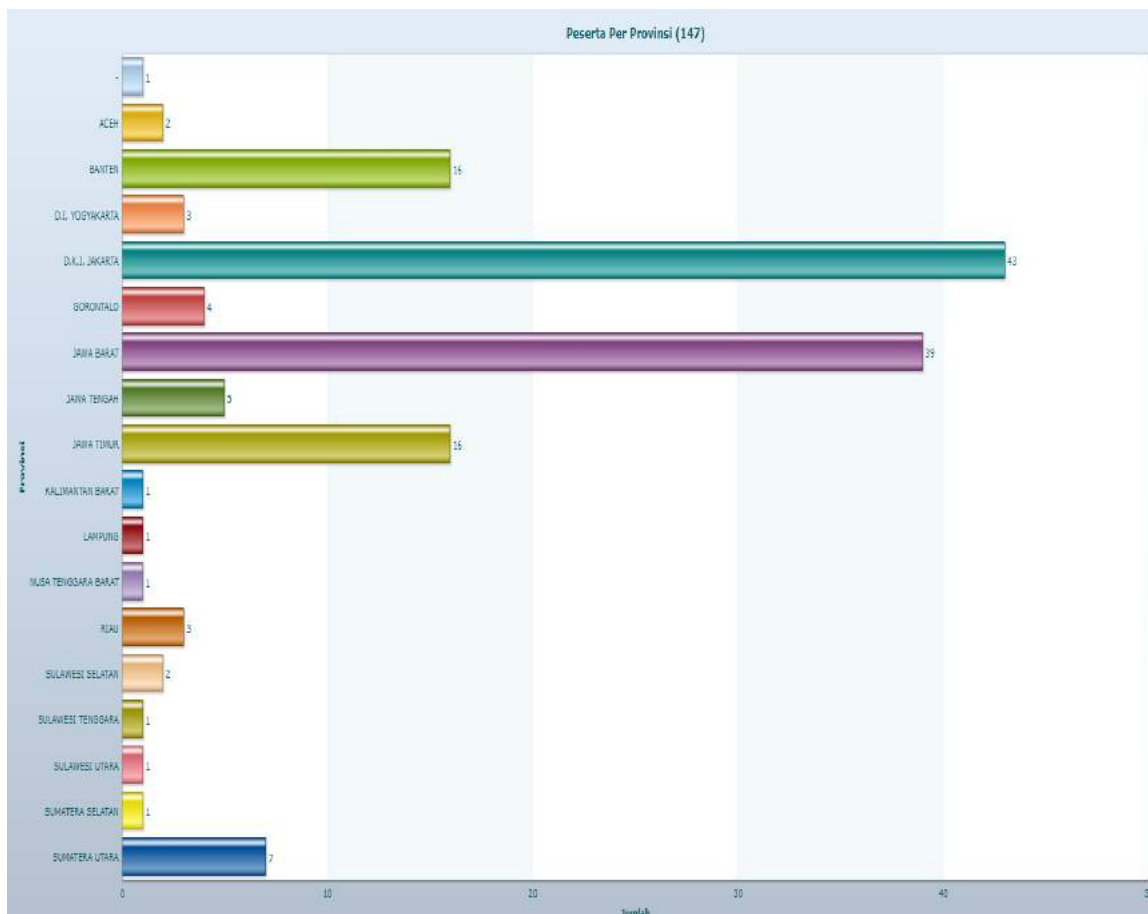 Peserta Per Provinsi (147)
- 1
ACEH 2
BANTEN 16
D.I. YOGYAKARTA 3
D.K.I. JAKARTA 43
GORONTALO 4
JAWA BARAT 39
JAWA TENGAH 5
JAWA TIMUR 16
Provinsi
KALIMANTAN BARAT 1
LAMPUNG 1
NUSA TENGGARA BARAT 1
RIAU 3
SULAWESI SELATAN 2
SULAWESI TENGGARA 1
SULAWESI UTARA 1
SUMATERA SELATAN 1
SUMATERA UTARA 7
0 10 20 30 40
Jumlah